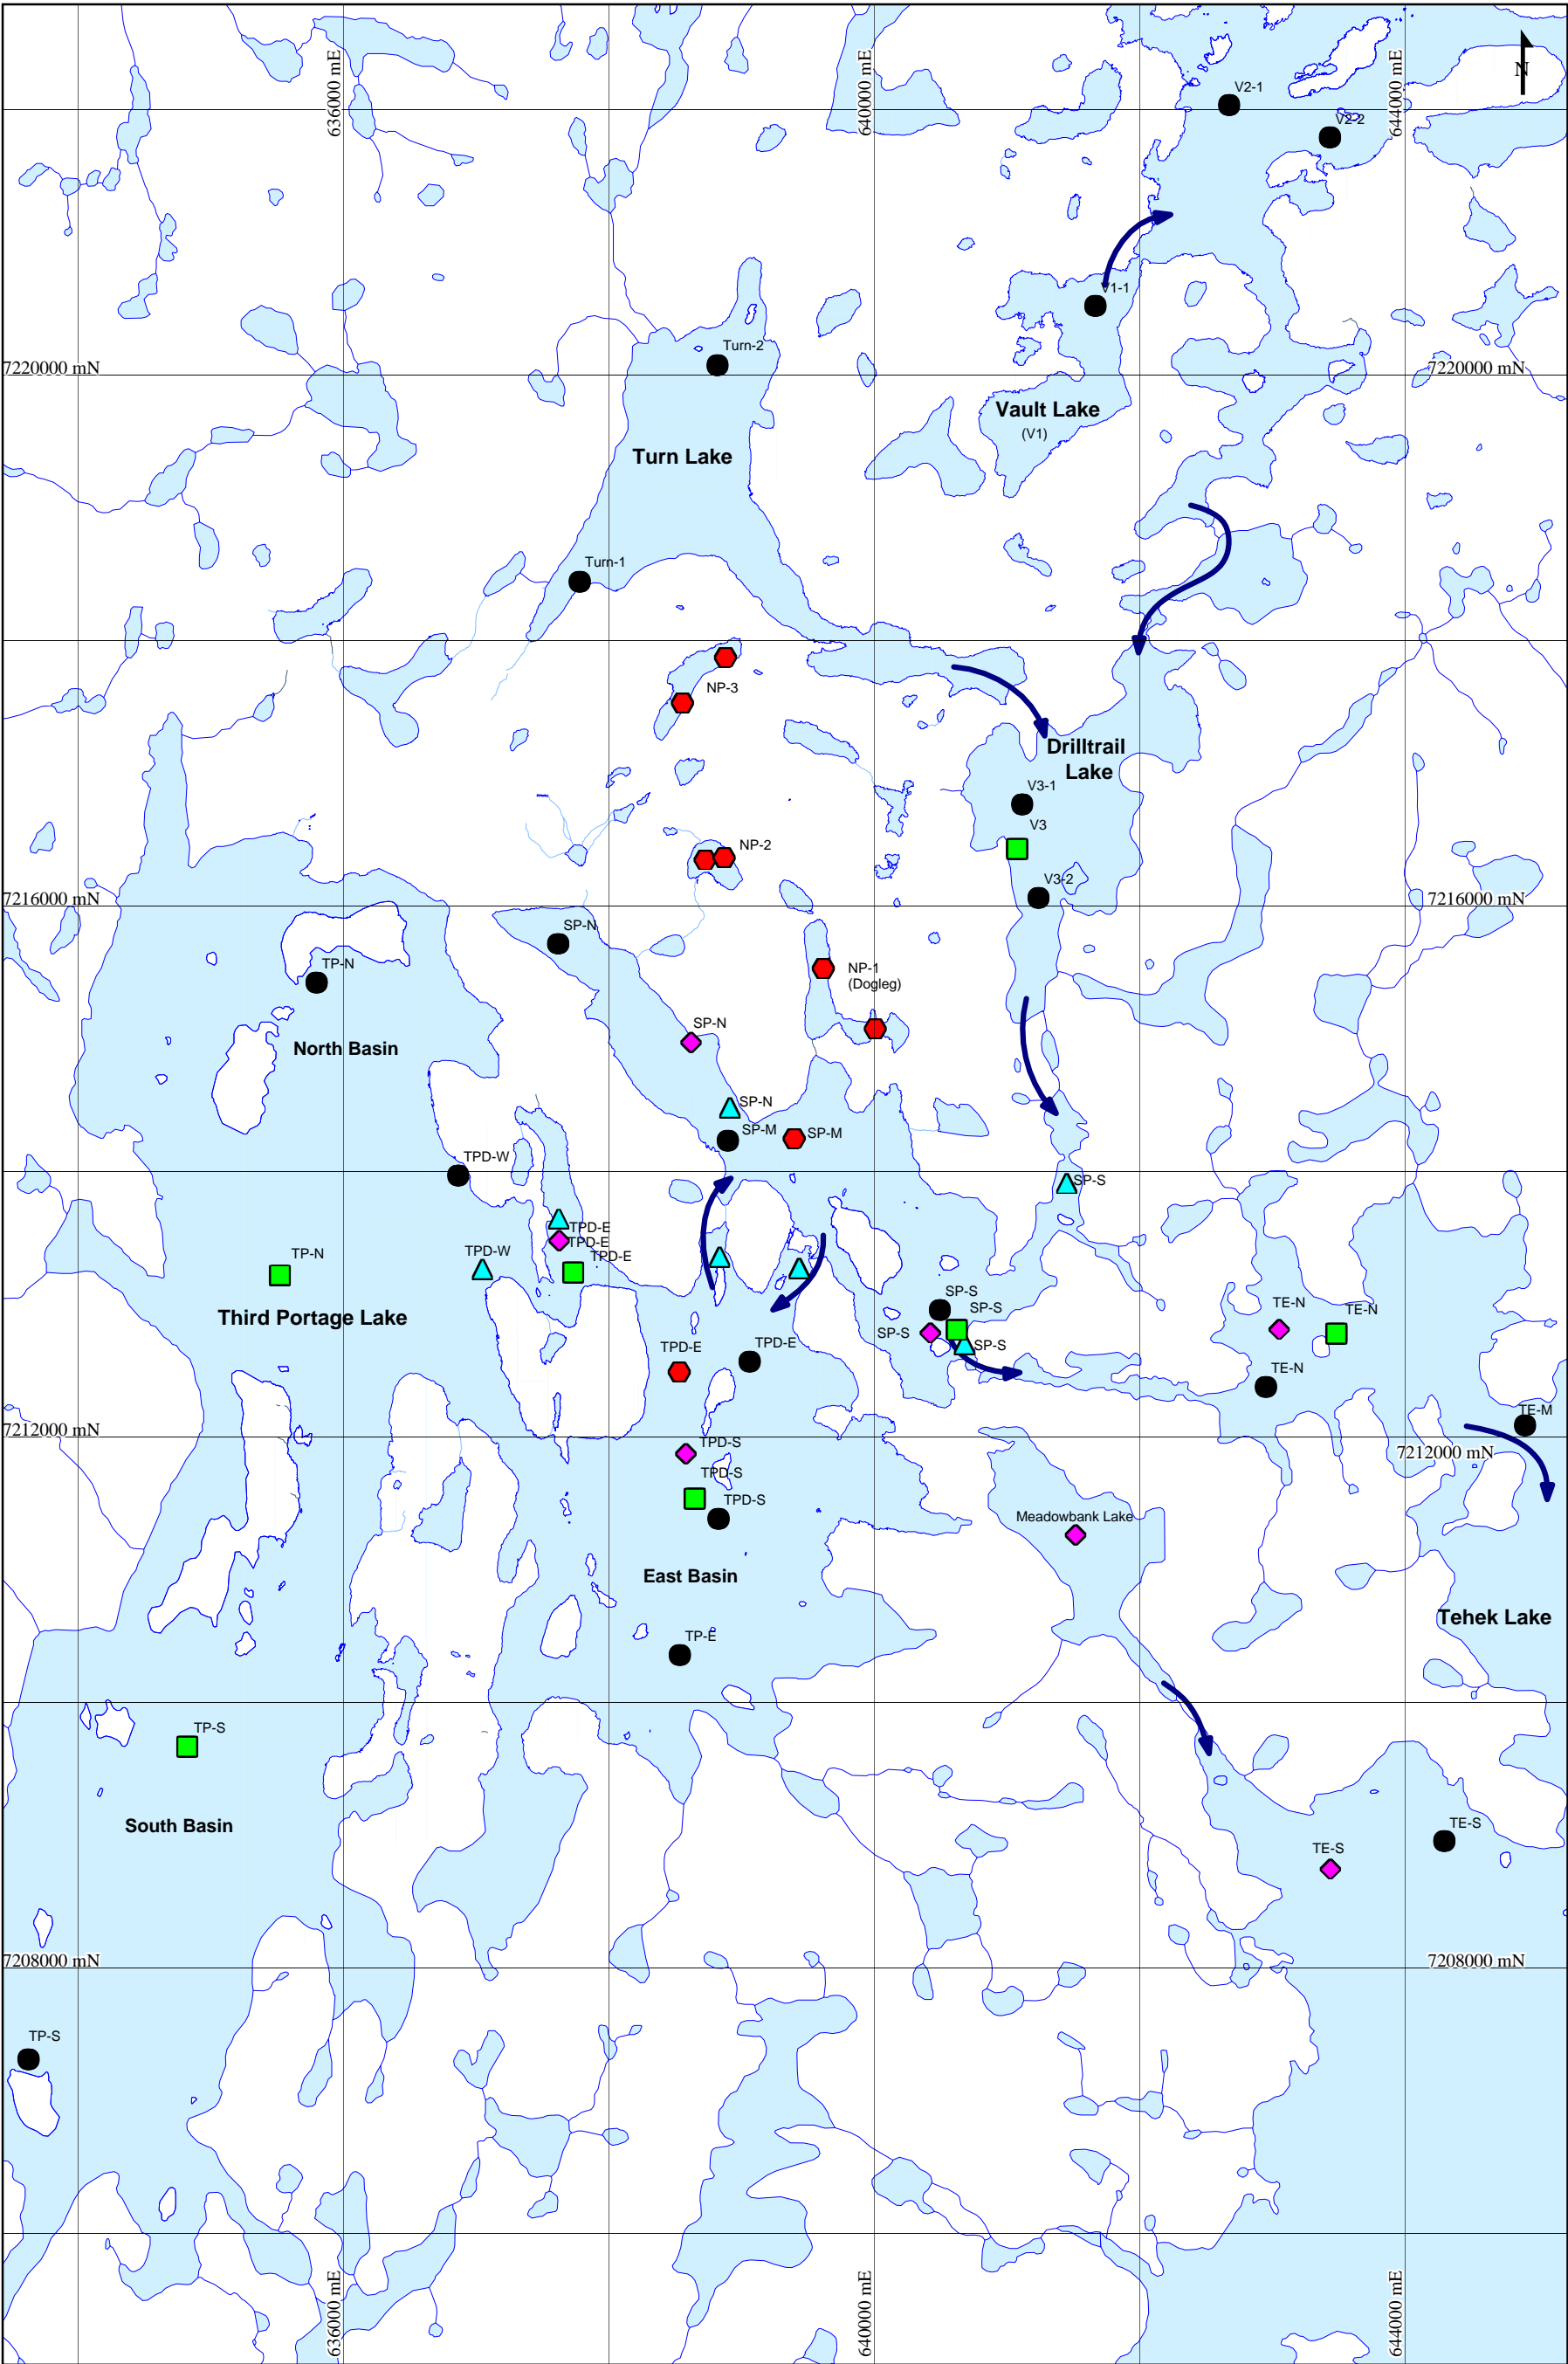 636000 mE
640000 mE
644000 mE
N
V2-1
V2-2
V1-1
Turn-2
7220000 mN
7220000 mN
Vault Lake
(V1)
Turn Lake
Turn-1
NP-3
Drilltrail
Lake
V3-1
V3
NP-2
V3-2
7216000 mN
7216000 mN
SP-N
TP-N
NP-1
(Dogleg)
SP-N
North Basin
SP-N
SP-M
SP-M
TPD-W
SP-S
TPD-E
TPD-E
TPD-E
TPD-W
TP-N
SP-S
SP-S
SP-S
SP-S
TE-N
TE-N
Third Portage Lake
TPD-E
TPD-E
TE-N
TE-M
7212000 mN
7212000 mN
TPD-S
TPD-S
TPD-S
Meadowbank Lake
East Basin
Tehek Lake
TP-E
TP-S
South Basin
TE-S
TE-S
7208000 mN
7208000 mN
TP-S
636000 mE
640000 mE
644000 mE